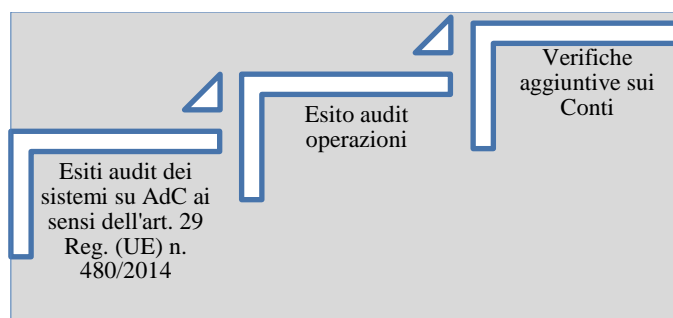 Esiti audit dei
sistemi su AdC ai
sensi dell'art. 29
Reg. (UE) n.
480/2014
Esito audit
operazioni
Verifiche
aggiuntive sui
Conti